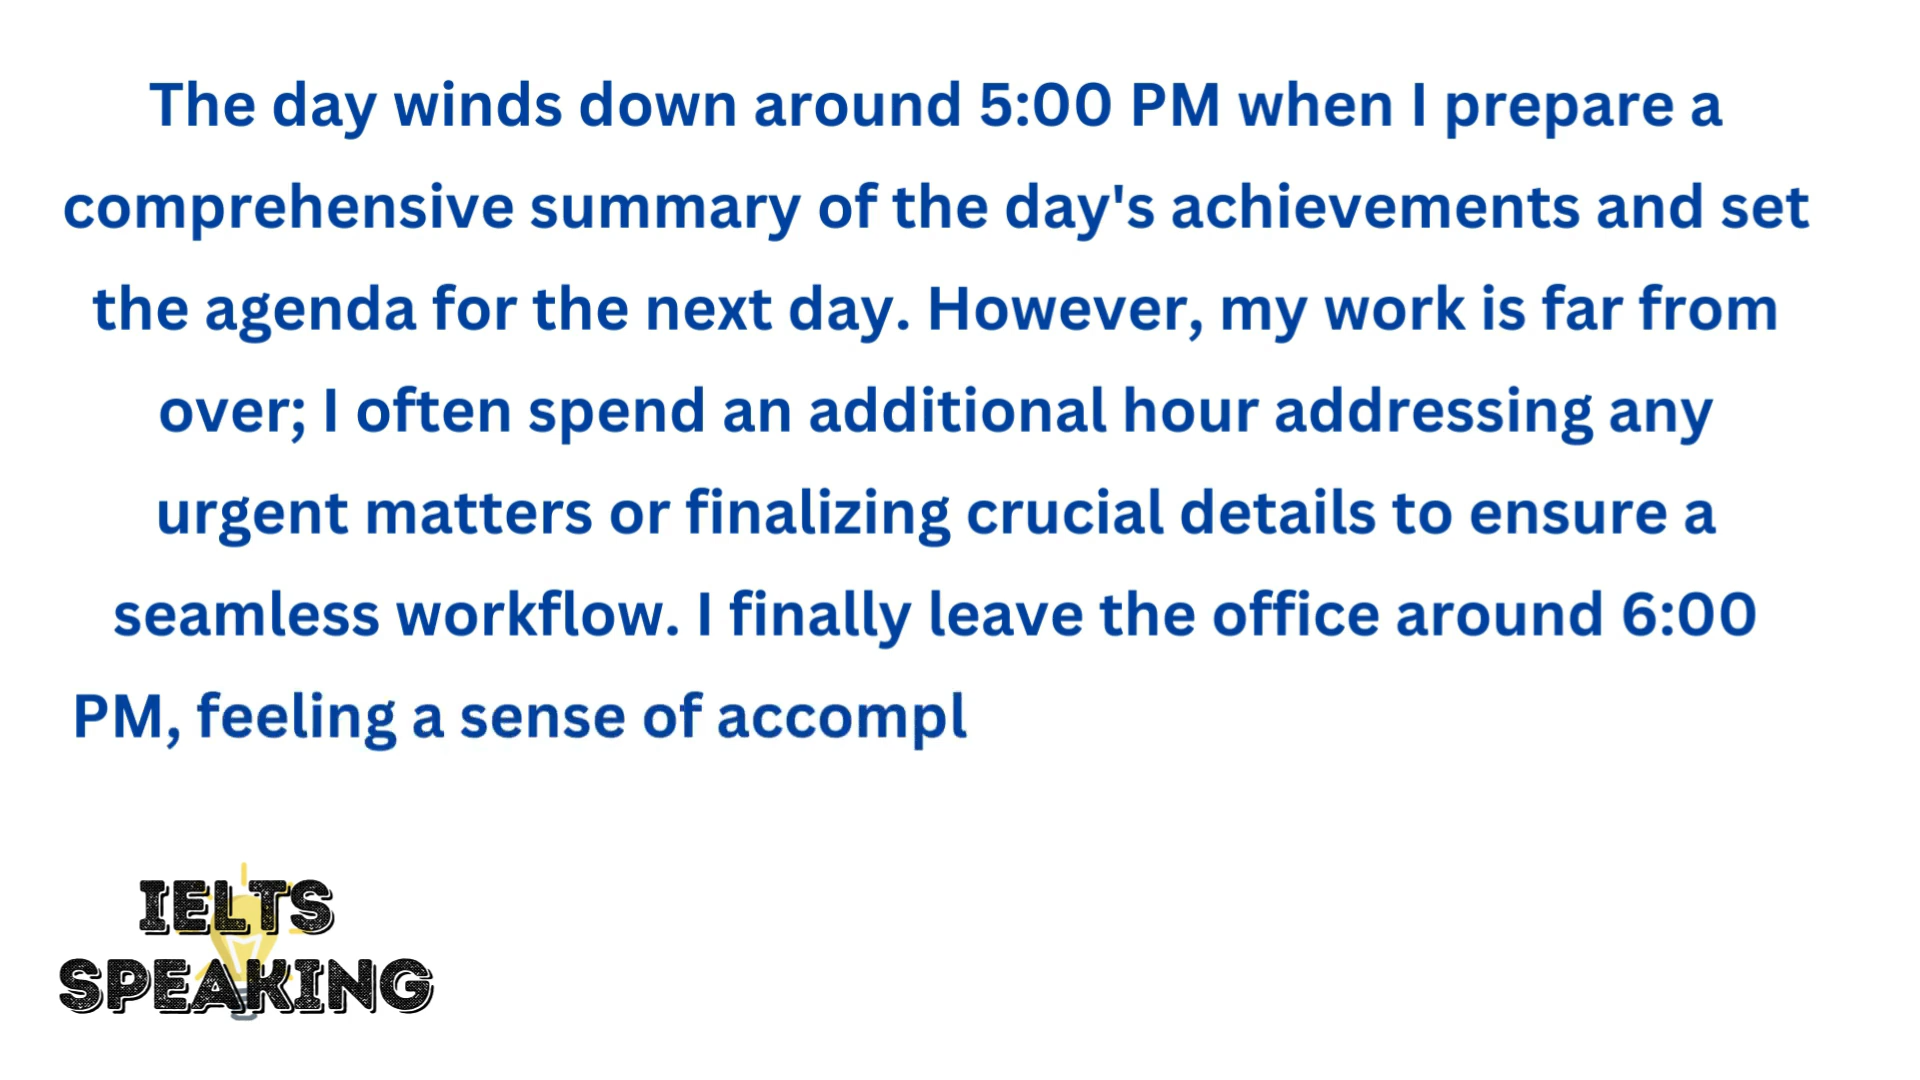 The day winds down around 5:00 PM when I prepare a
comprehensive summary of the day's achievements and set
the agenda for the next day. However, my work is far from
over; I often spend an additional hour addressing any
urgent matters or finalizing crucial details to ensure a
seamless workflow. I finally leave the office around 6:00
PM, feeling a sense of accompl
IELTS
SPEAKING